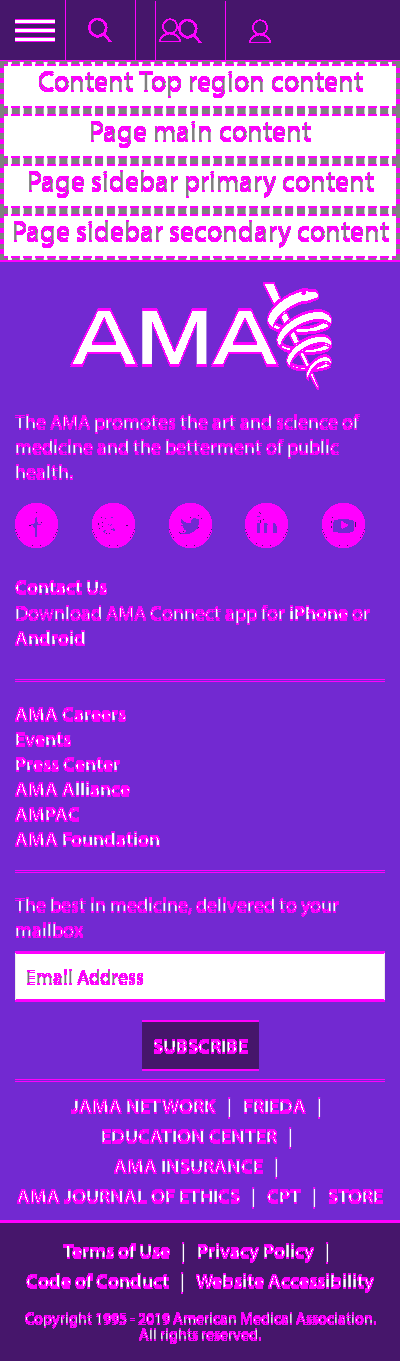 Content Top region content
Page main content
Page sidebar primary content
Page sidebar secondary content
AMA
The AMA promotes the art and science of
medicine and the betterment of public
health.
Contact Us
Download AMA Connect app for iPhone or
Android
AMA Careers
Events
Press Center
AMA Alliance
AMPAC
AMA Foundation
The best in medicine, delivered to your
mailbox
Email Address
SUBSCRIBE
JAMA NETWORK | FRIEDA |
EDUCATION CENTER |
AMA INSURANCE |
AMA JOURNAL OF ETHICS | CPT | STORE
Terms of Use | Privacy Policy |
Code of Conduct | Website Accessibility
Copyright 1995 - 2019 American Medical Association.
All rights reserved.